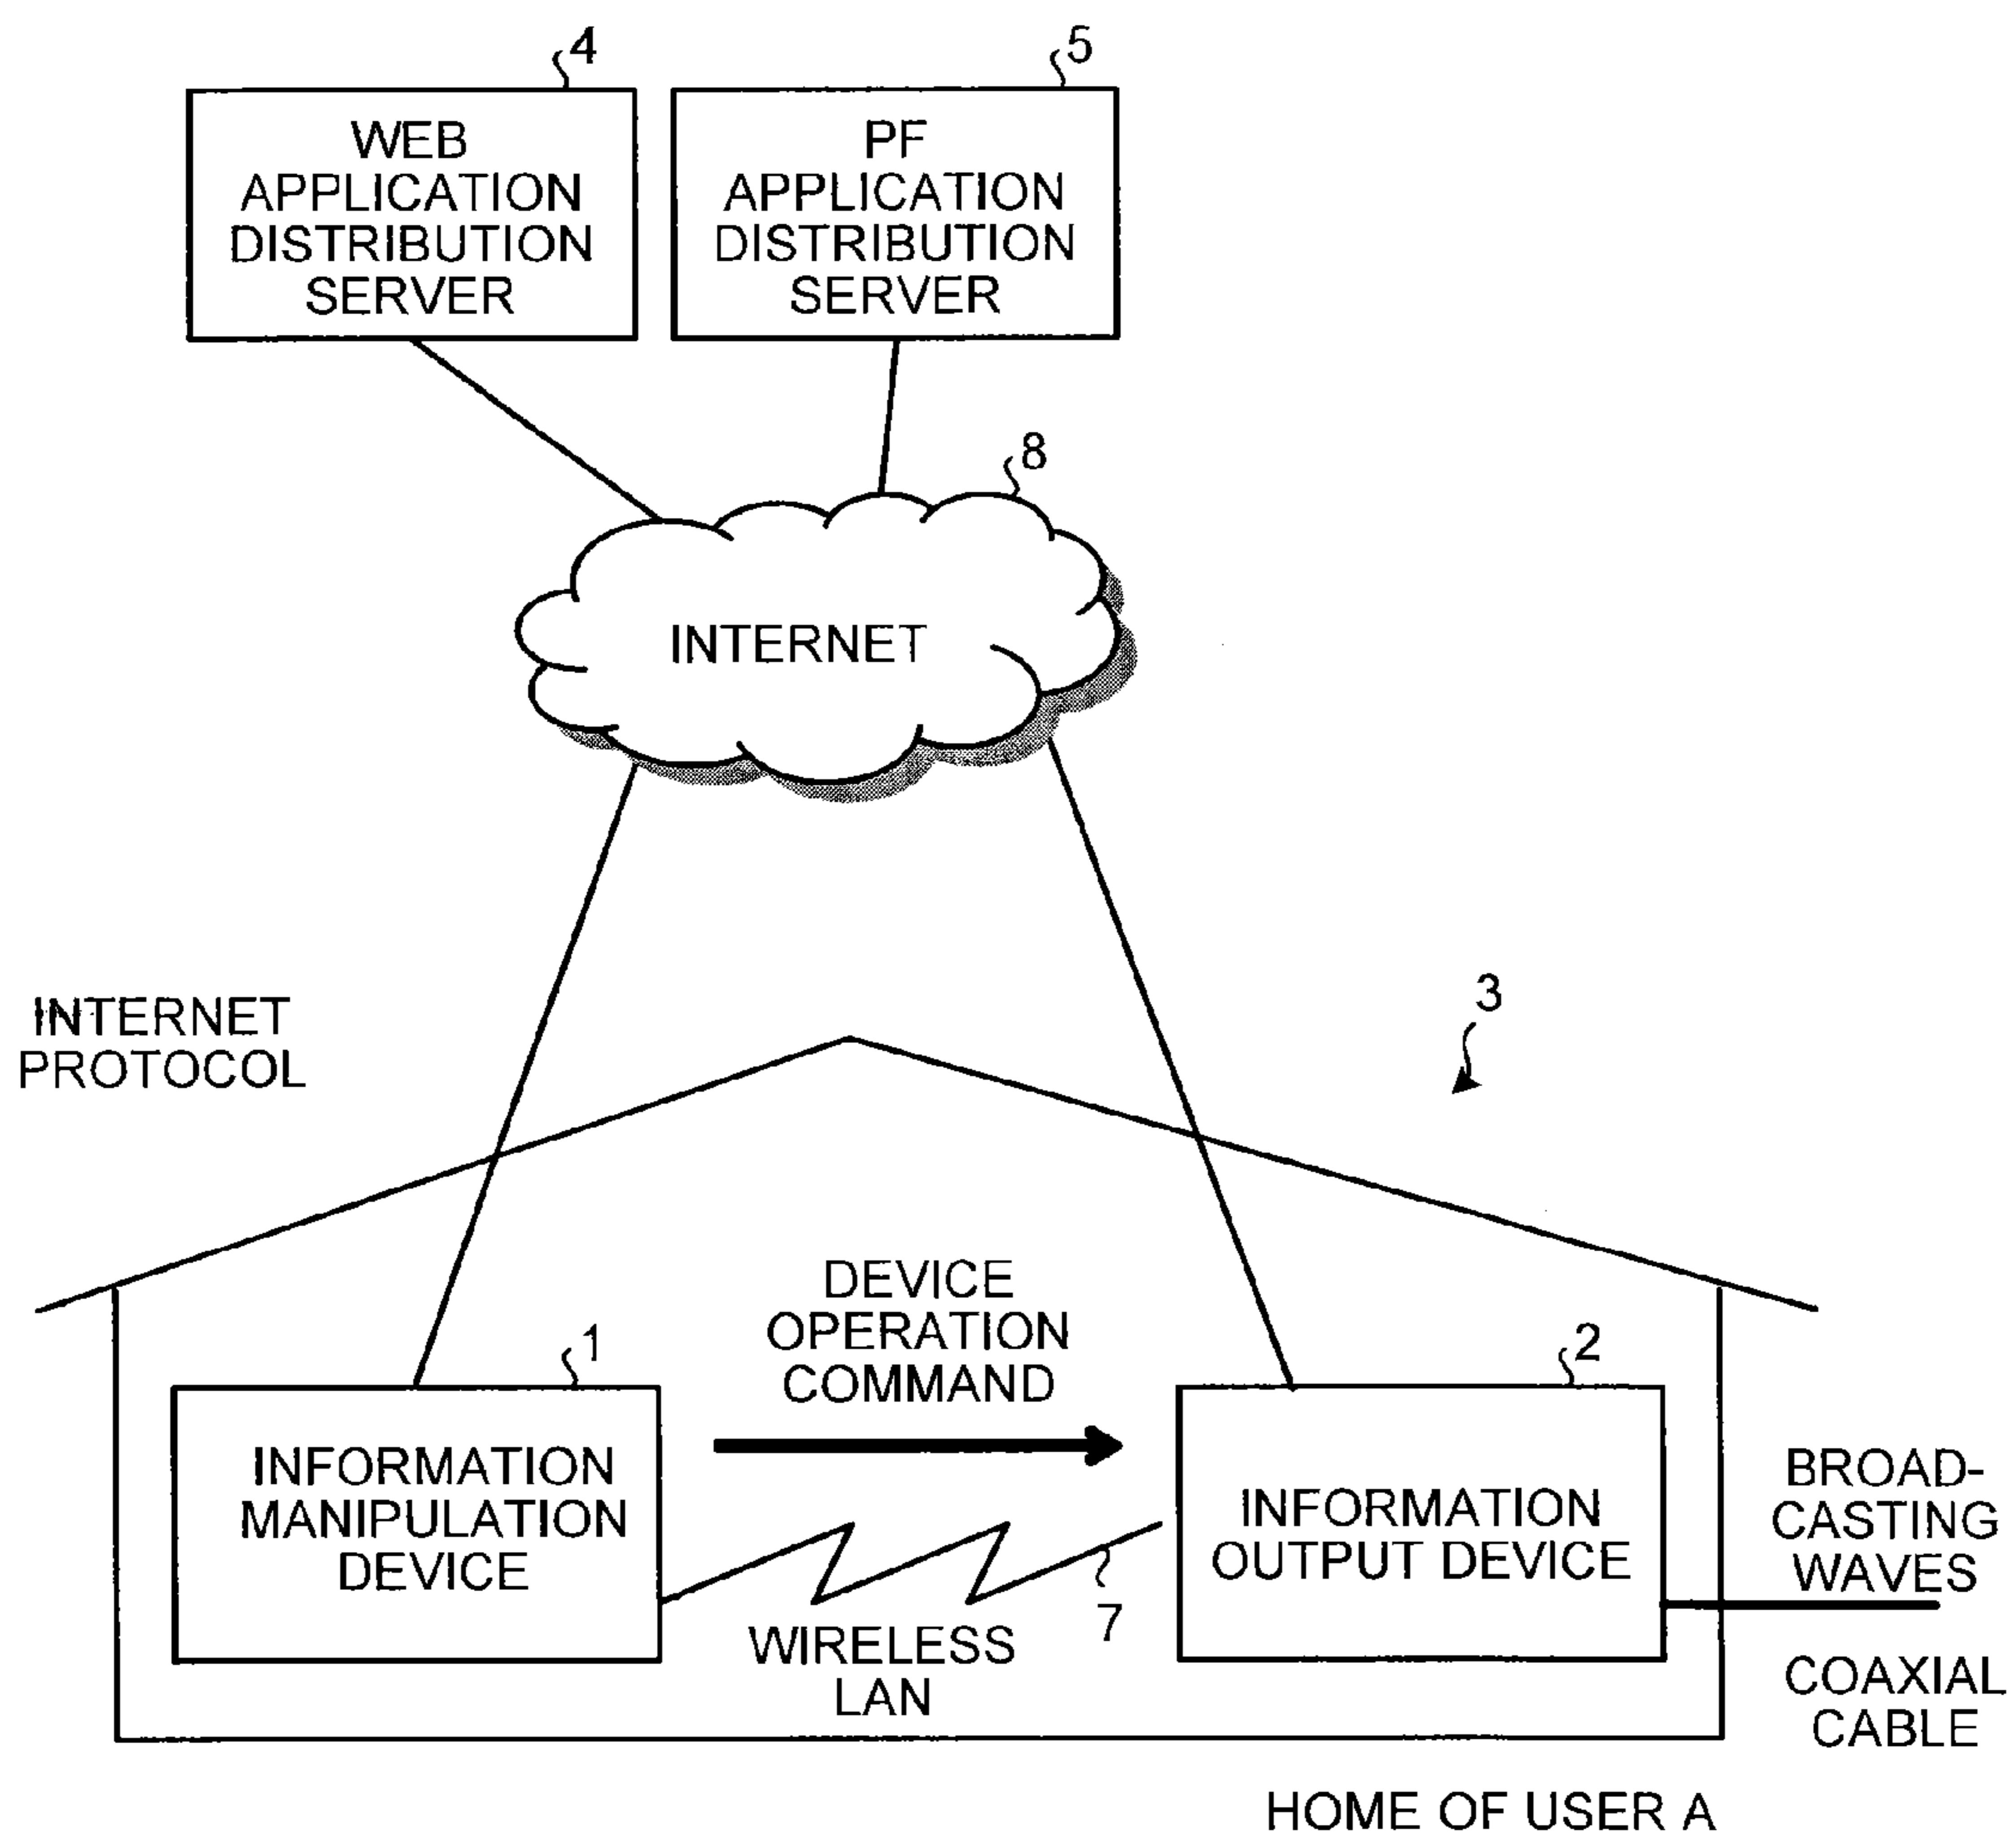 4
5
WEB
APPLICATION
DISTRIBUTION
SERVER
PF
APPLICATION
DISTRIBUTION
SERVER
8
INTERNET
3
INTERNET
PROTOCOL
DEVICE
OPERATION
COMMAND
1
2
INFORMATION
MANIPULATION
DEVICE
INFORMATION
OUTPUT DEVICE
BROAD-
CASTING
WAVES
7
WIRELESS
LAN
COAXIAL
CABLE
HOME OF USER A